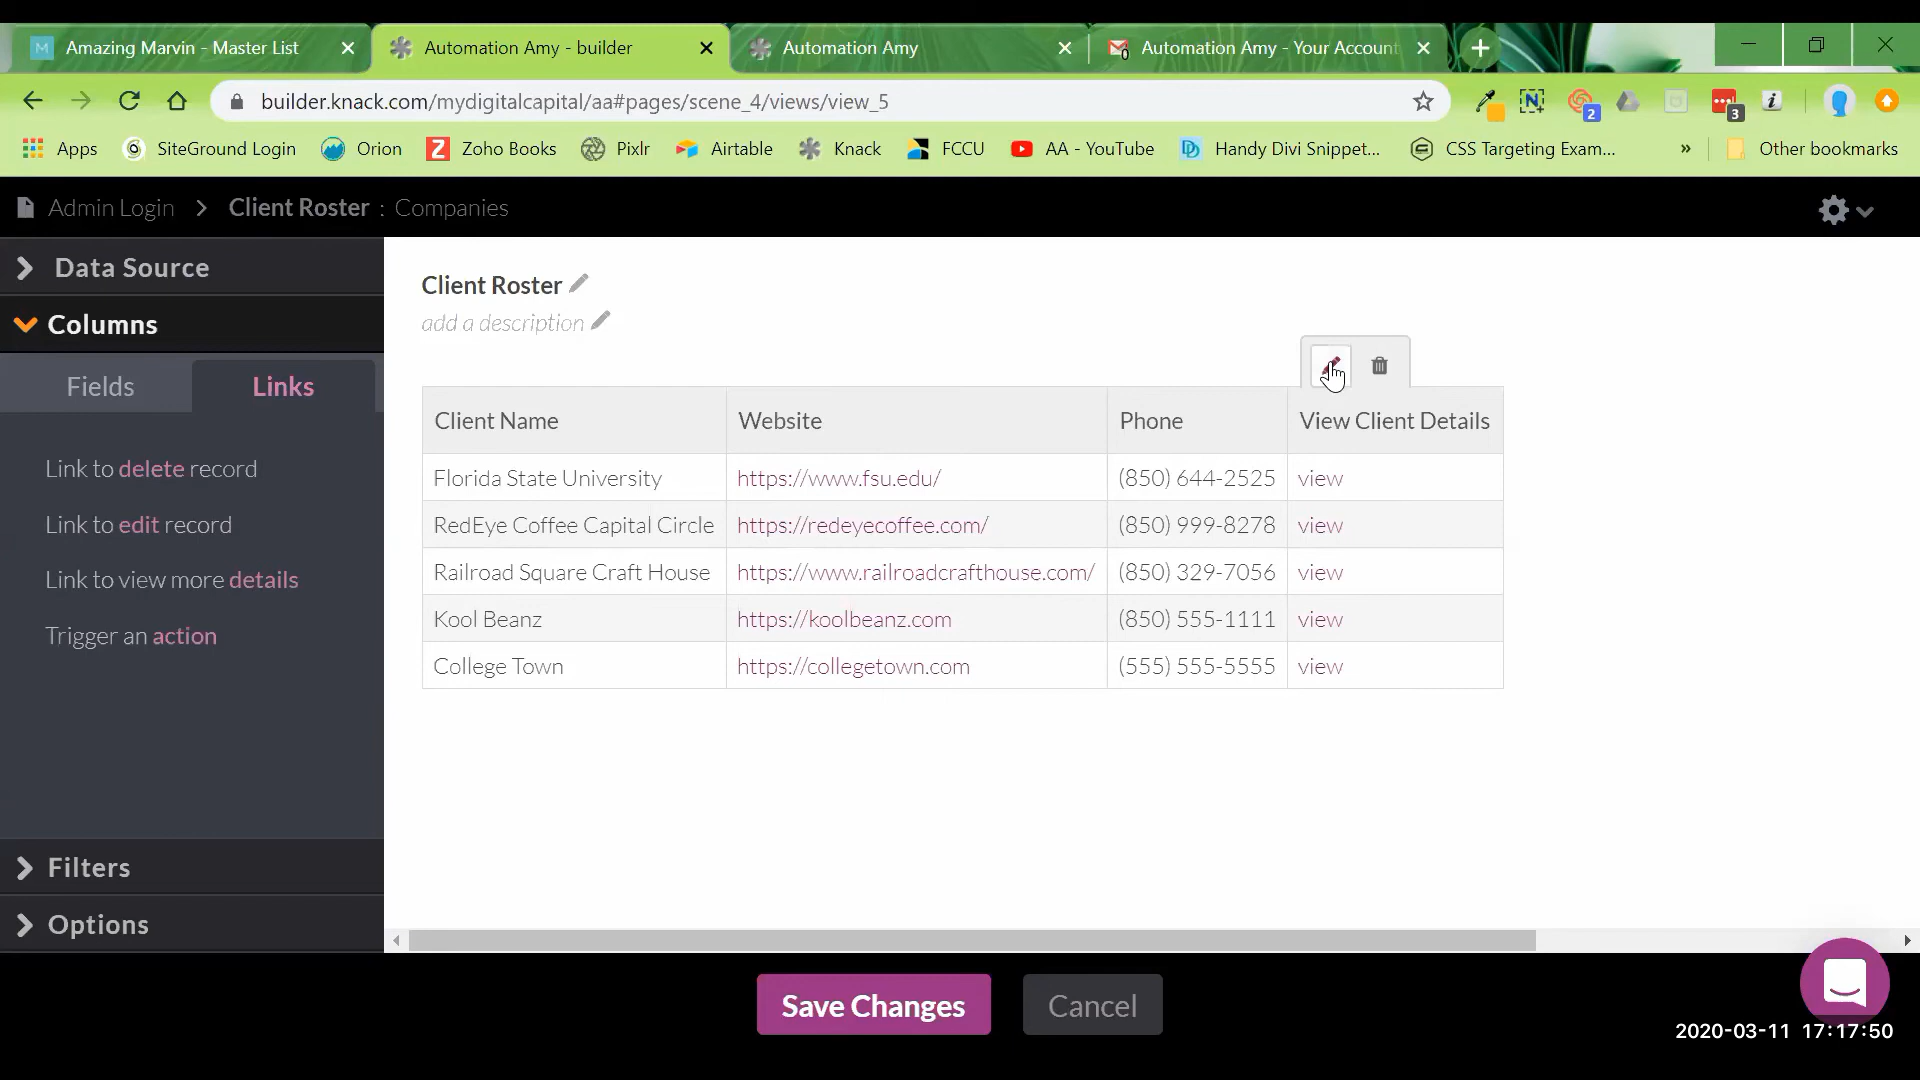 Amazing Marvin - Master List
Automation Amy - builder
Automation Amy
Automation Amy - Your Account
builder.knack.com/mydigitalcapital/aa#pages/scene_4/views/view_5
2
3
Apps
SiteGround Login
Orion
Zoho Books
Pixlr
Airtable
Knack
FCCU
AA - YouTube
Handy Divi Snippet...
CSS Targeting Exam...
»
Other bookmarks
Admin Login > Client Roster : Companies
Data Source
Columns
Fields
Links
Link to delete record
Link to edit record
Link to view more details
Trigger an action
Filters
Options
Client Roster
add a description
Client Name Website Phone View Client Details
Florida State University https://www.fsu.edu/ (850) 644-2525 view
RedEye Coffee Capital Circle https://redeyecoffee.com/ (850) 999-8278 view
Railroad Square Craft House https://www.railroadcrafthouse.com/ (850) 329-7056 view
Kool Beanz https://koolbeanz.com (850) 555-1111 view
College Town https://collegetown.com (555) 555-5555 view
Save Changes
Cancel
2020-03-11 17:17:50